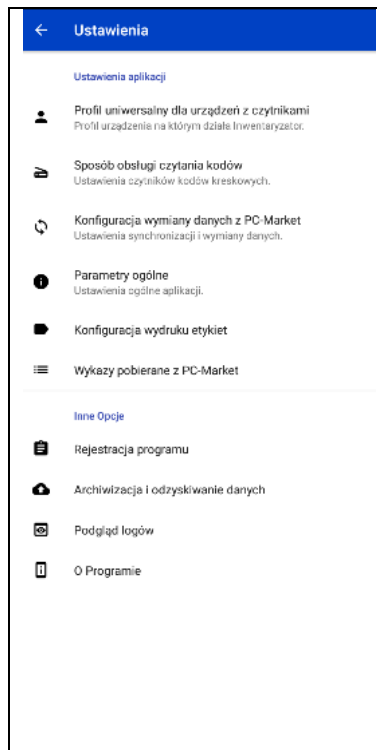 Ustawienia
Ustawienia aplikacji
Profil uniwersalny dla urządzeń z czytnikami
Profil urządzenia na którym działa Inwentaryzator.
Sposób obsługi czytania kodów
Ustawienia czytników kodów kreskowych.
Konfiguracja wymiany danych z PC-Market
Ustawienia synchronizacji i wymiany danych.
Parametry ogólne
Ustawienia ogólne aplikacji.
Konfiguracja wydruku etykiet
Wykazy pobierane z PC-Market
Inne Opcje
Rejestracja programu
Archiwizacja i odzyskiwanie danych
Podgląd logów
O Programie